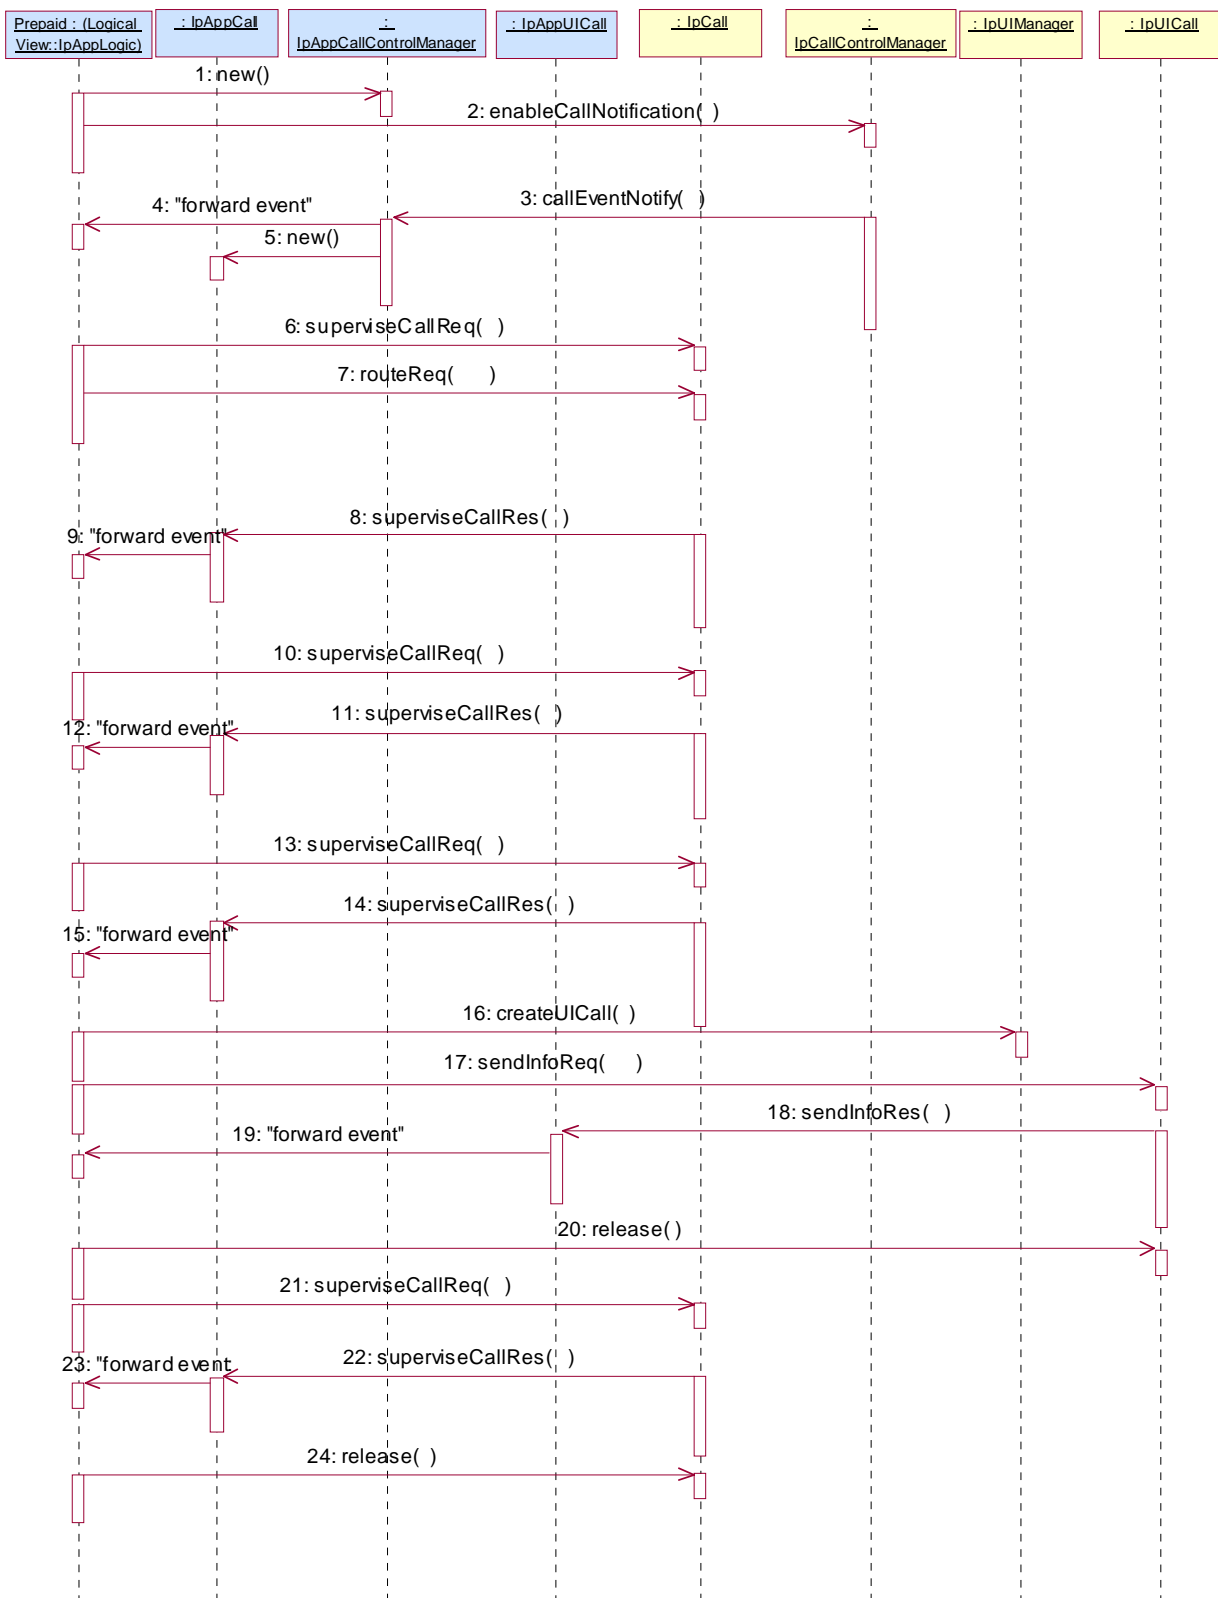 Prepaid : (Logical
View::IpAppLogic)
: IpAppCall
:
IpAppCallControlManager
: IpAppUICall
: IpCall
:
IpCallControlManager
: IpUIManager
: IpUICall
1: new()
2: enableCallNotification( )
3: callEventNotify( )
4: "forward event"
5: new()
6: superviseCallReq( )
7: routeReq( )
8: superviseCallRes( )
9: "forward event"
10: superviseCallReq( )
11: superviseCallRes( )
12: "forward event"
13: superviseCallReq( )
14: superviseCallRes( )
15: "forward event"
16: createUICall( )
17: sendInfoReq( )
18: sendInfoRes( )
19: "forward event"
20: release( )
21: superviseCallReq( )
22: superviseCallRes( )
23: "forward event
24: release( )